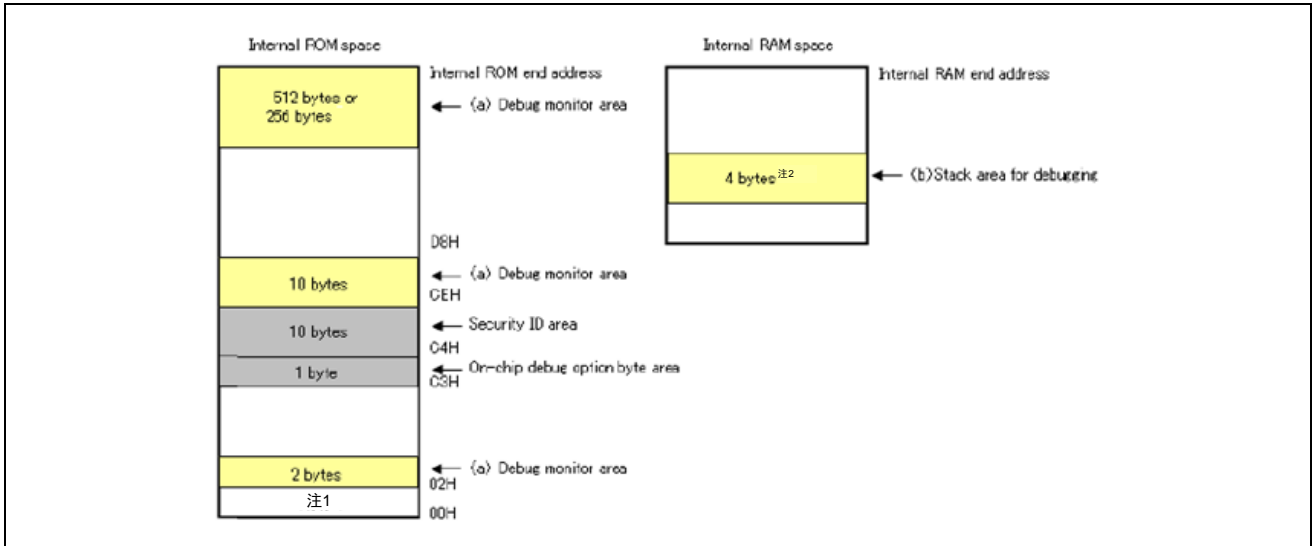 Internal ROM space
Internal ROM end address
512 bytes or
256 bytes
(a) Debug monitor area
D8H
10 bytes
(a) Debug monitor area
CEH
10 bytes
Security ID area
C4H
1 byte
On-chip debug option byte area
C3H
2 bytes
(a) Debug monitor area
02H
注1
00H
Internal RAM space
Internal RAM end address
4 bytes注2
(b)Stack area for debugging